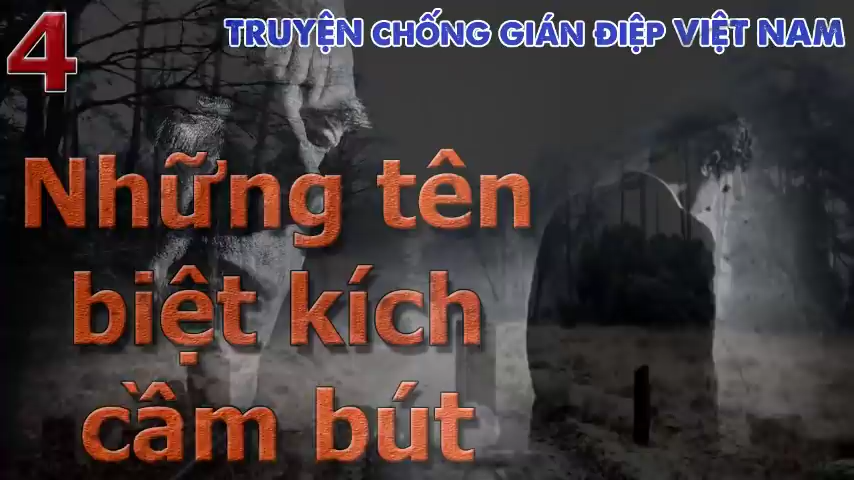 4
TRUYỆN CHỐNG GIÁN ĐIỆP VIỆT NAM
Những tên
biệt kích
cầm bút